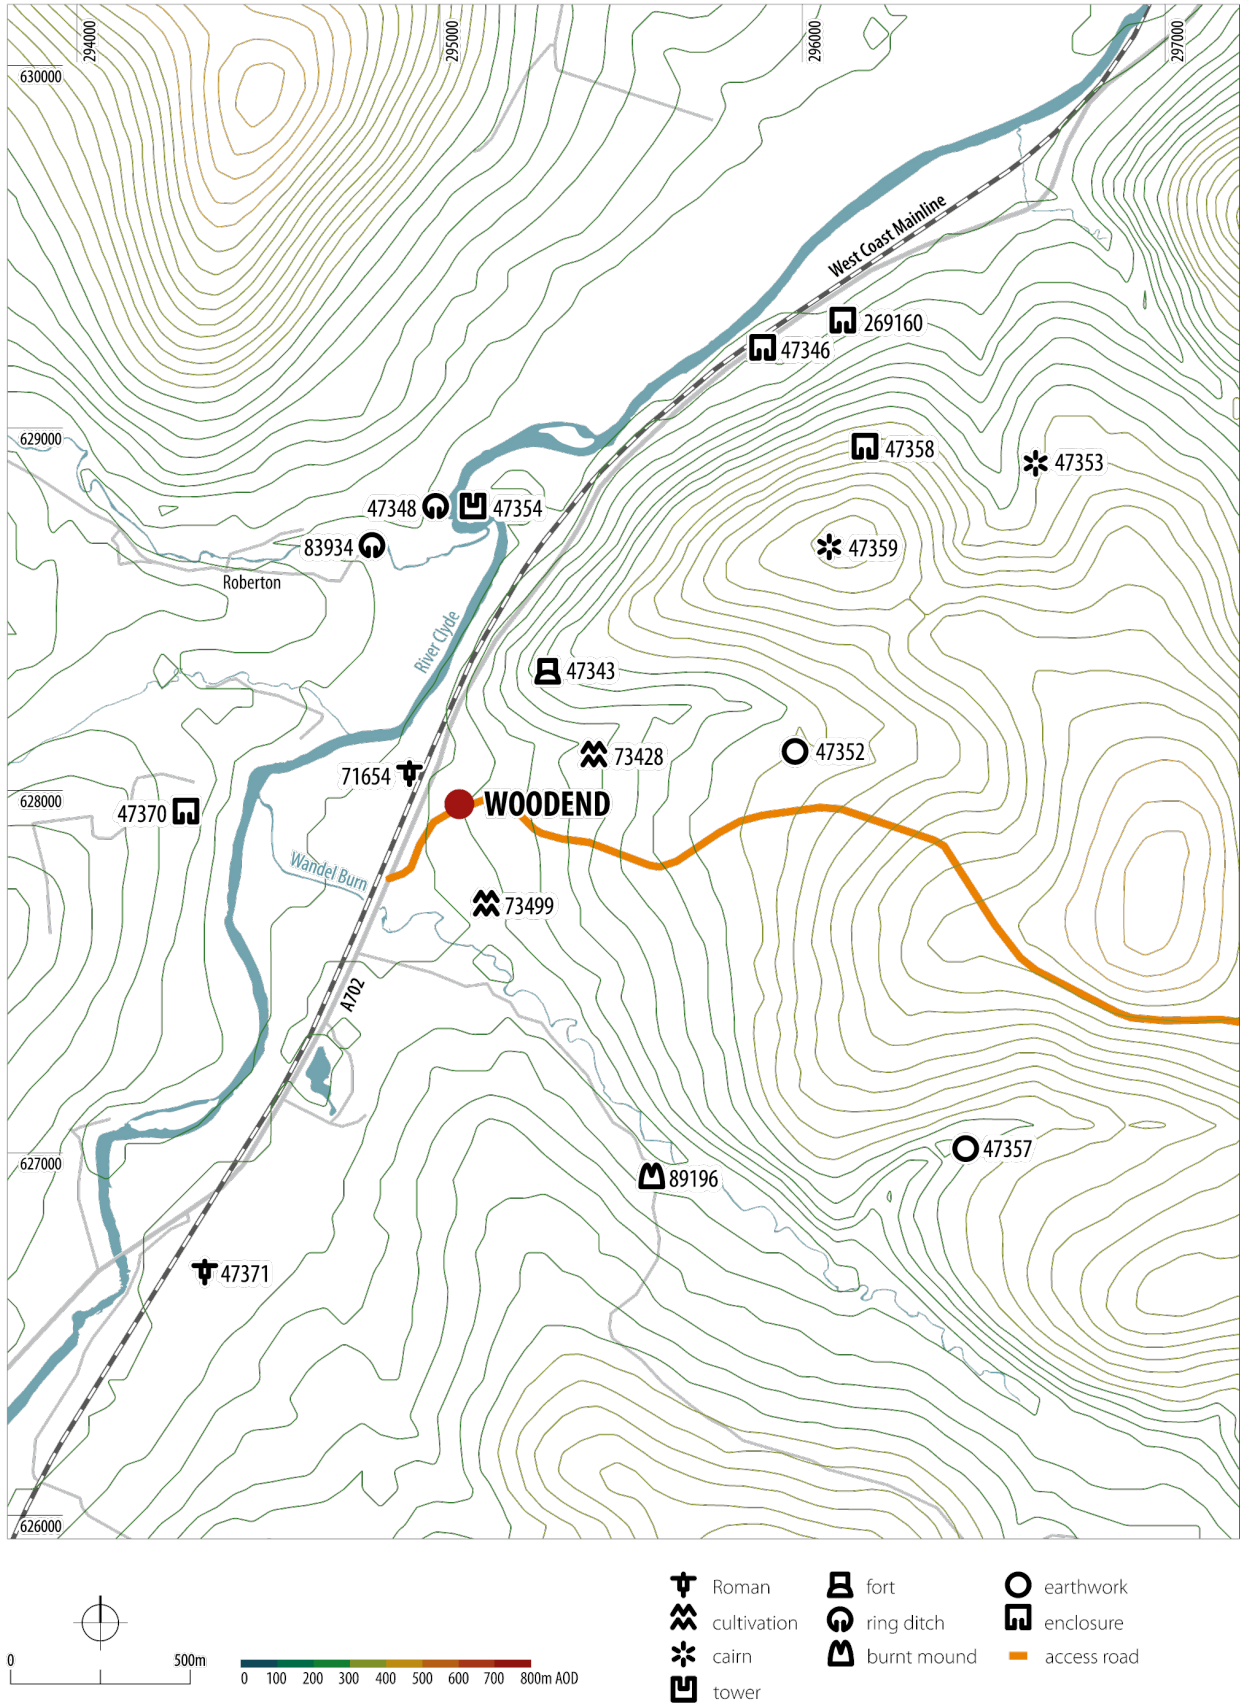 294000
295000
296000
297000
630000
West Coast Mainline
269160
47346
629000
47358
47353
47348
47354
83934
47359
Roberton
River Clyde
47343
73428
47352
71654
628000
47370
WOODEND
Wandel Burn
73499
A702
627000
47357
89196
47371
626000
Roman
fort
earthwork
cultivation
ring ditch
enclosure
cairn
burnt mound
access road
tower
0 500m
0 100 200 300 400 500 600 700 800m AOD